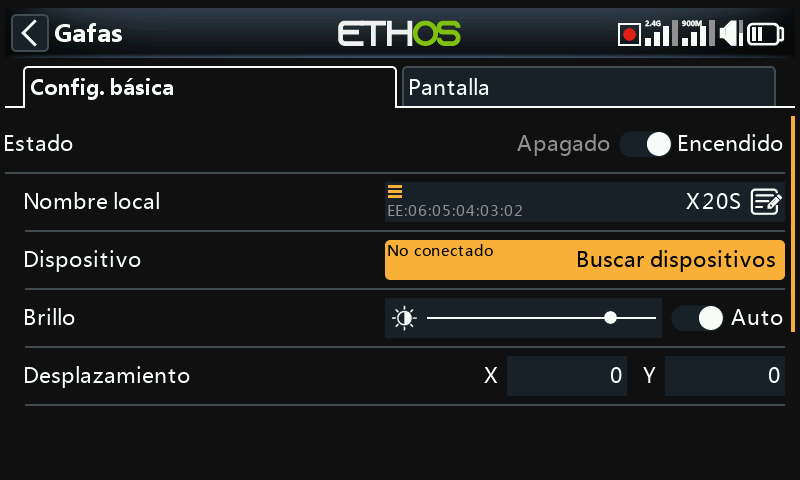 Gafas
ETHOS
2.4G 900M
Config. básica
Pantalla
Estado
Apagado
Encendido
Nombre local
EE:06:05:04:03:02
X20S
Dispositivo
No conectado
Buscar dispositivos
Brillo
Auto
Desplazamiento
X
0
Y
0